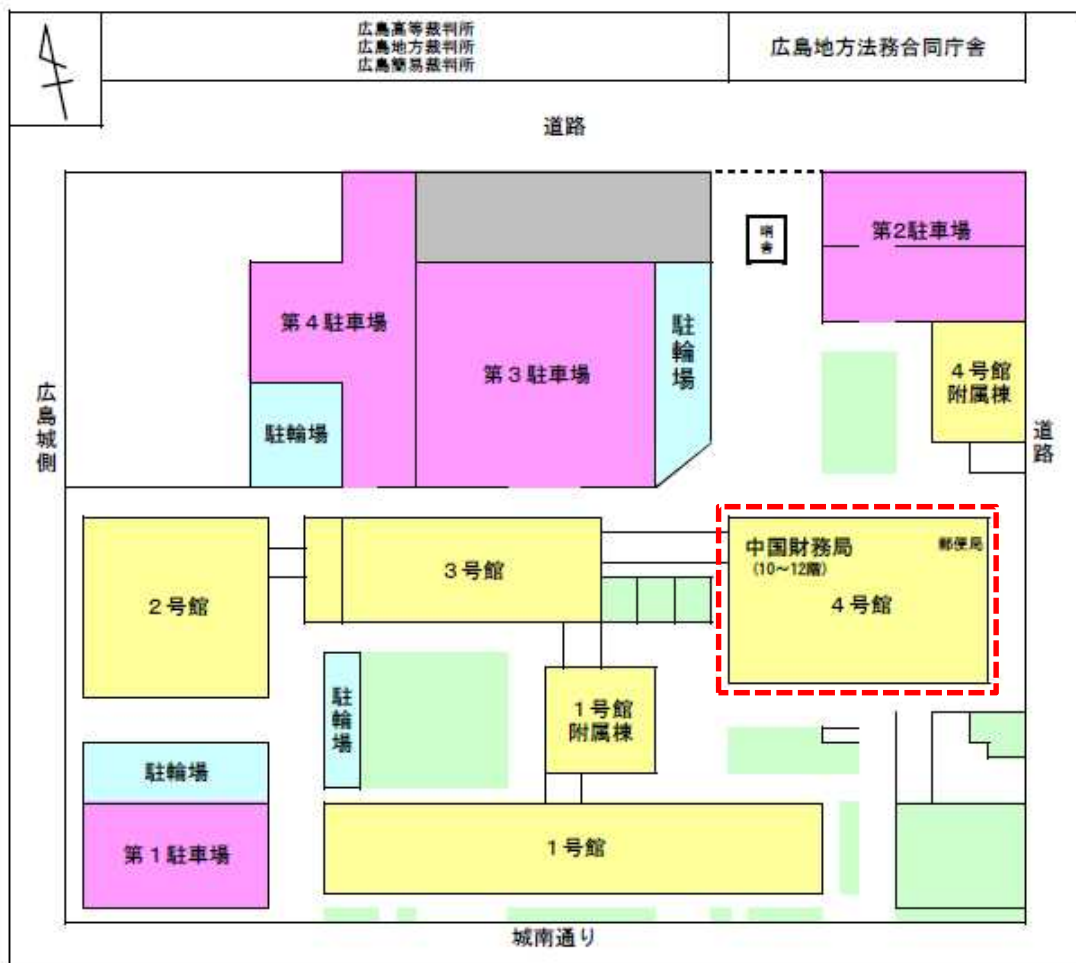 広島高等裁判所
広島地方裁判所
広島簡易裁判所
広島地方法務合同庁舎
道路
哨舎
第2駐車場
第４駐車場
第３駐車場
駐輪場
４号館
附属棟
駐輪場
広島城側
道路
中国財務局
(10～12階)
郵便局
４号館
３号館
２号館
駐輪場
１号館
附属棟
駐輪場
第１駐車場
１号館
城南通り